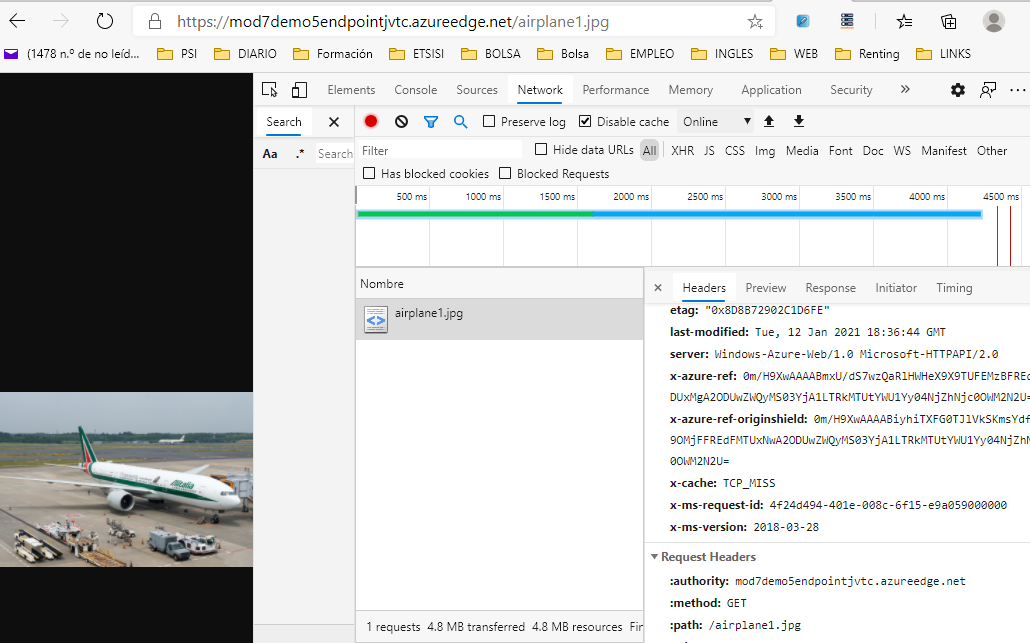 https://mod7demo5endpointjvtc.azureedge.net/airplane1.jpg
(1478 n.º de no leíd... PSI DIARIO Formación ETSISI BOLSA Bolsa EMPLEO INGLES WEB Renting LINKS
Elements Console Sources Network Performance Memory Application Security
Search
Preserve log Disable cache Online
Aa .* Search
Filter Hide data URLs All XHR JS CSS Img Media Font Doc WS Manifest Other
Has blocked cookies Blocked Requests
500 ms 1000 ms 1500 ms 2000 ms 2500 ms 3000 ms 3500 ms 4000 ms 4500 ms
Nombre
airplane1.jpg
1 requests 4.8 MB transferred 4.8 MB resources Fin
Headers Preview Response Initiator Timing
etag: "0x8D8B72902C1D6FE"
last-modified: Tue, 12 Jan 2021 18:36:44 GMT
server: Windows-Azure-Web/1.0 Microsoft-HTTPAPI/2.0
x-azure-ref:
x-azure-ref-originshield:
0OWM2N2U=
x-cache: TCP_MISS
x-ms-request-id: 4f24d494-401e-008c-6f15-e9a059000000
x-ms-version: 2018-03-28
Request Headers
:authority: mod7demo5endpointjvtc.azureedge.net
:method: GET
:path: /airplane1.jpg
Alitalia